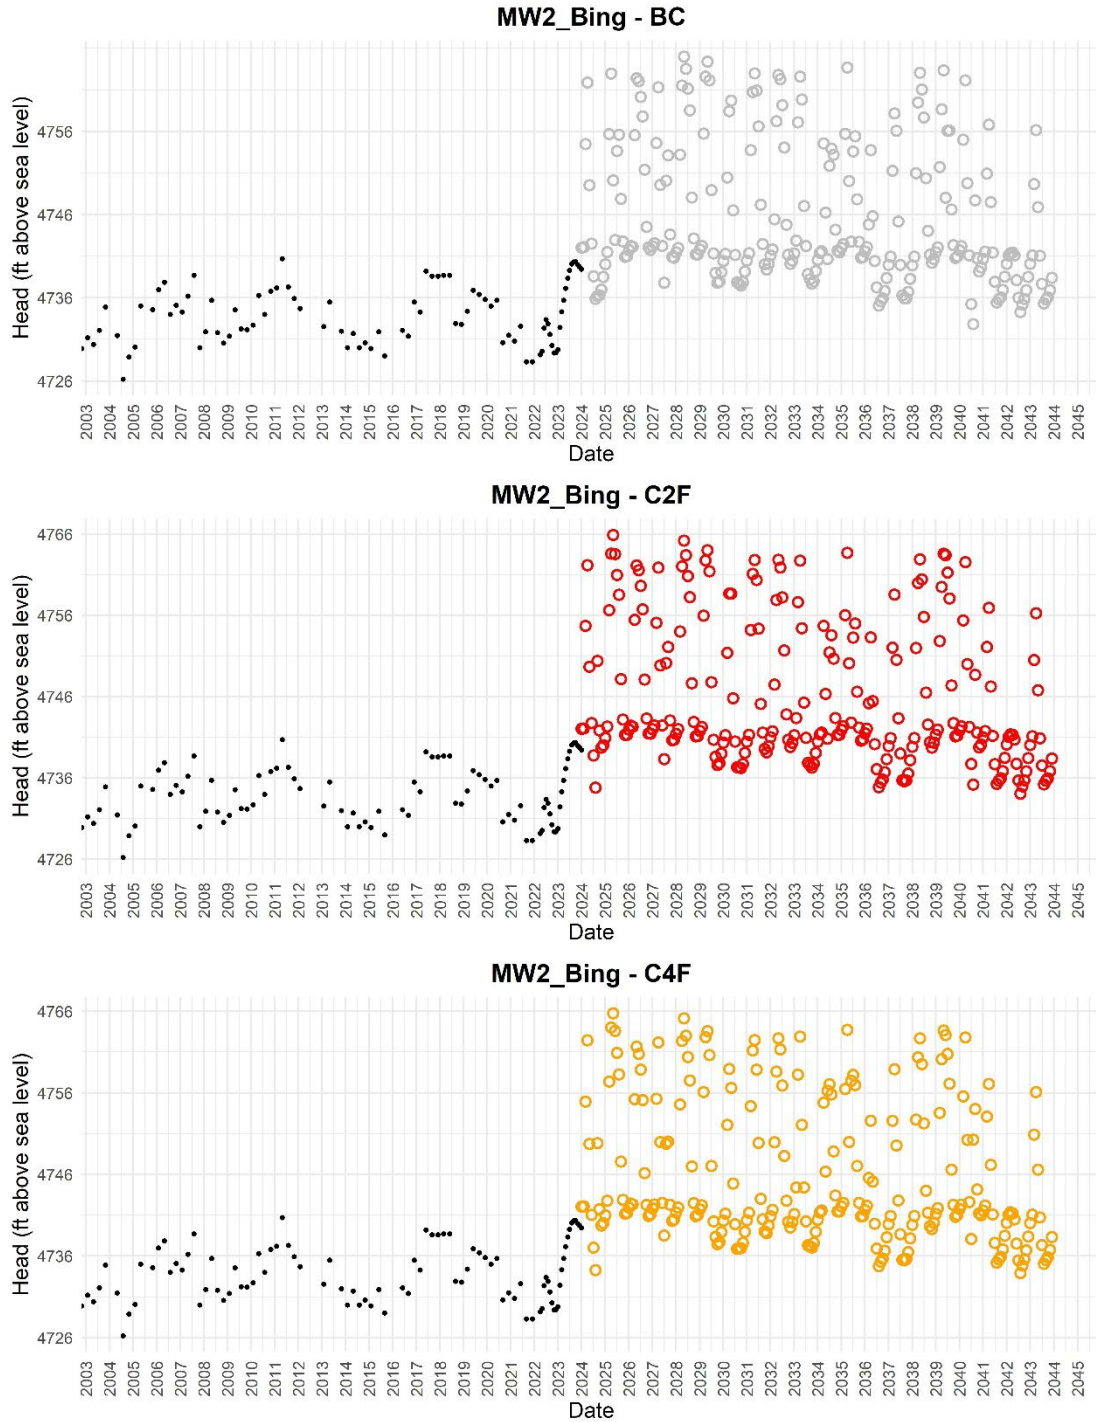 MW2_Bing - BC
Head (ft above sea level)
4756
4746
4736
4726
2003 2004 2005 2006 2007 2008 2009 2010 2011 2012 2013 2014 2015 2016 2017 2018 2019 2020 2021 2022 2023 2024 2025 2026 2027 2028 2029 2030 2031 2032 2033 2034 2035 2036 2037 2038 2039 2040 2041 2042 2043 2044 2045
Date
MW2_Bing - C2F
Head (ft above sea level)
4766
4756
4746
4736
4726
2003 2004 2005 2006 2007 2008 2009 2010 2011 2012 2013 2014 2015 2016 2017 2018 2019 2020 2021 2022 2023 2024 2025 2026 2027 2028 2029 2030 2031 2032 2033 2034 2035 2036 2037 2038 2039 2040 2041 2042 2043 2044 2045
Date
MW2_Bing - C4F
Head (ft above sea level)
4766
4756
4746
4736
4726
2003 2004 2005 2006 2007 2008 2009 2010 2011 2012 2013 2014 2015 2016 2017 2018 2019 2020 2021 2022 2023 2024 2025 2026 2027 2028 2029 2030 2031 2032 2033 2034 2035 2036 2037 2038 2039 2040 2041 2042 2043 2044 2045
Date